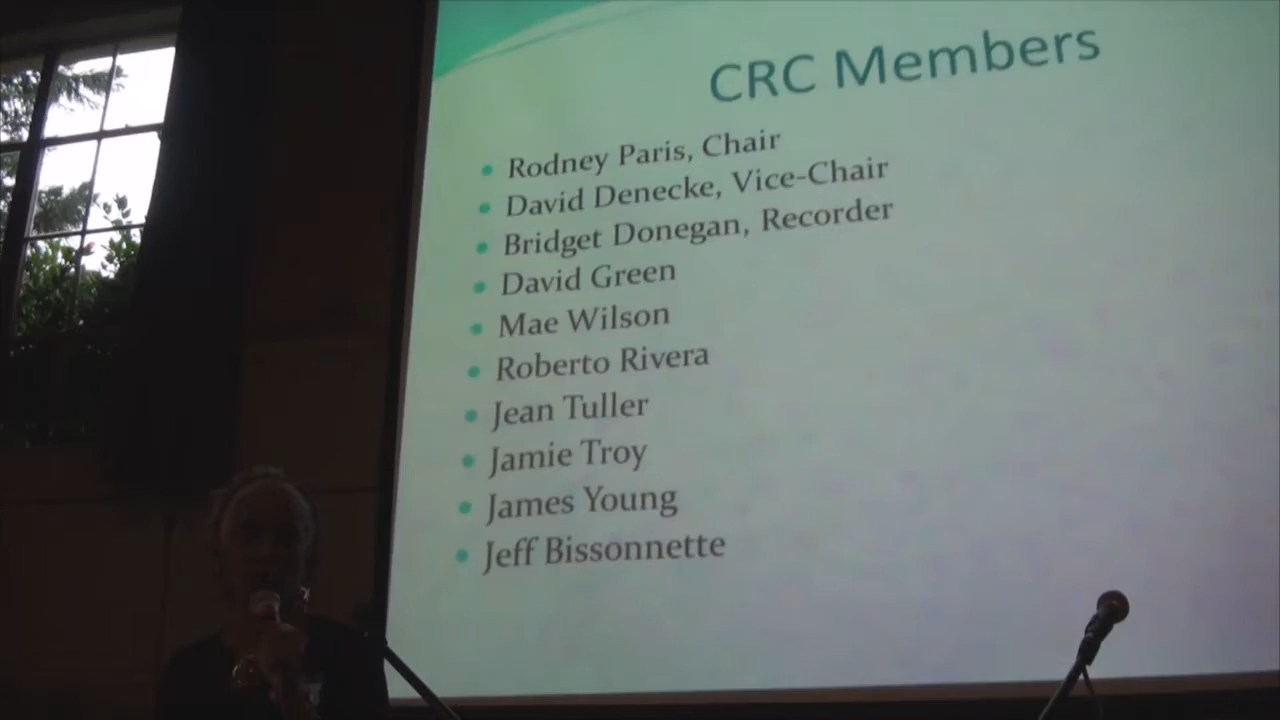 CRC Members
Rodney Paris, Chair
David Denecke, Vice-Chair
Bridget Donegan, Recorder
David Green
Mae Wilson
Roberto Rivera
Jean Tuller
Jamie Troy
James Young
Jeff Bissonnette